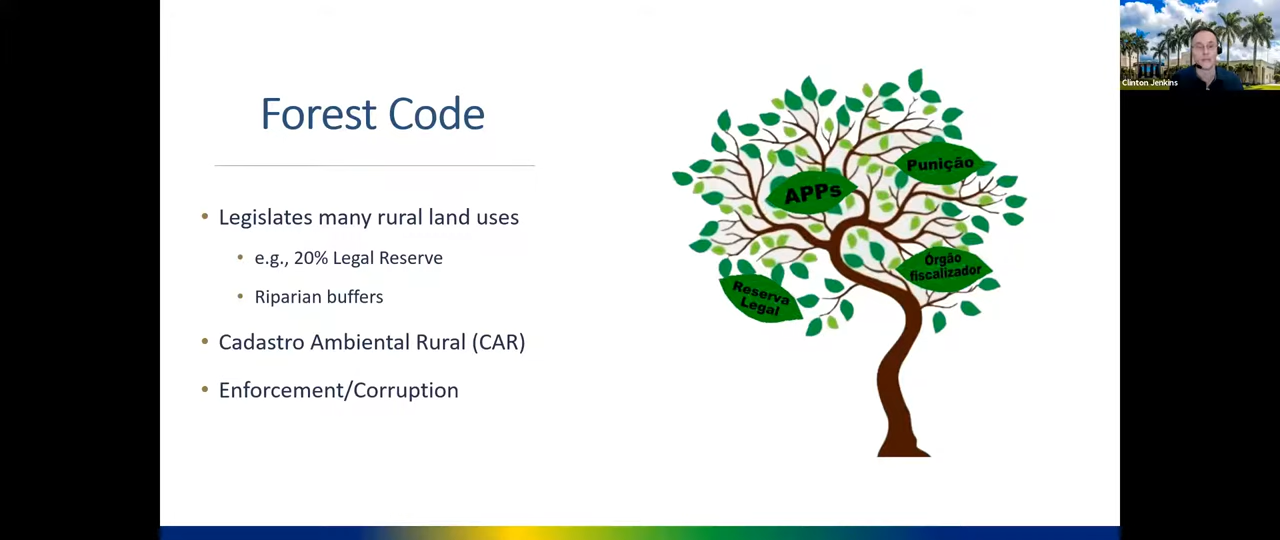 Forest Code
Legislates many rural land uses
e.g., 20% Legal Reserve
Riparian buffers
Cadastro Ambiental Rural (CAR)
Enforcement/Corruption
APPs
Punição
Órgão
fiscalizador
Reserva
Legal
Clinton Jenkins